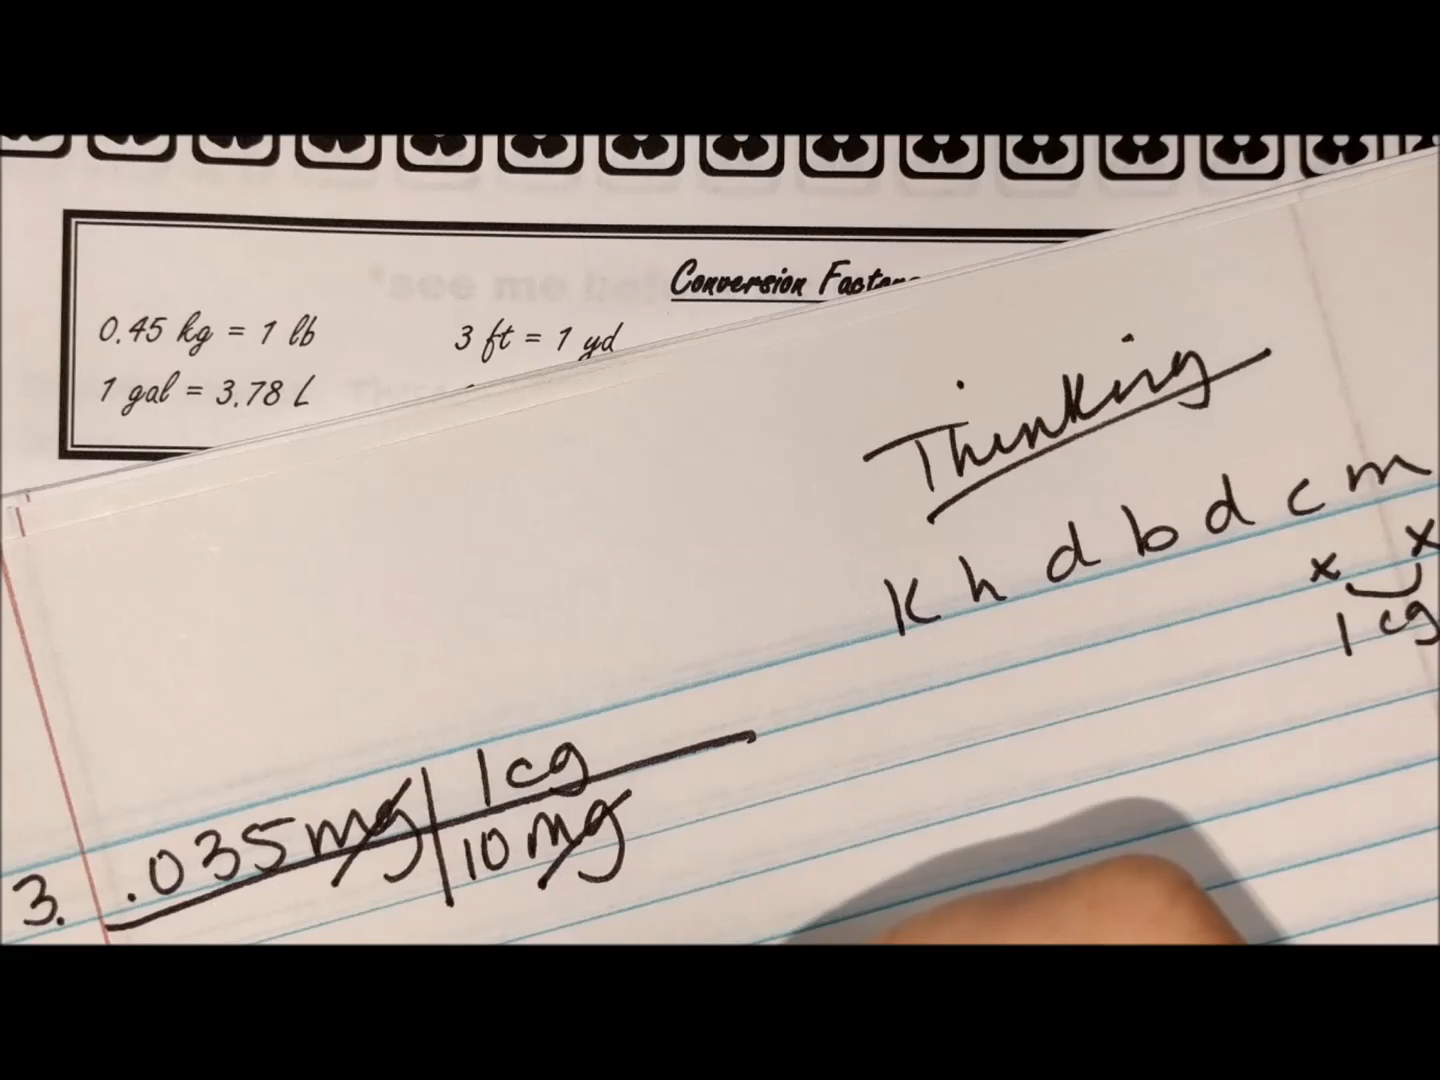 Conversion
0.45 kg = 1 lb 3 ft = 1 yd
1 gal = 3.78 L
Thinking
K h d b d c m
x x
1 cg
3. .035 mg | 1 cg
10 mg